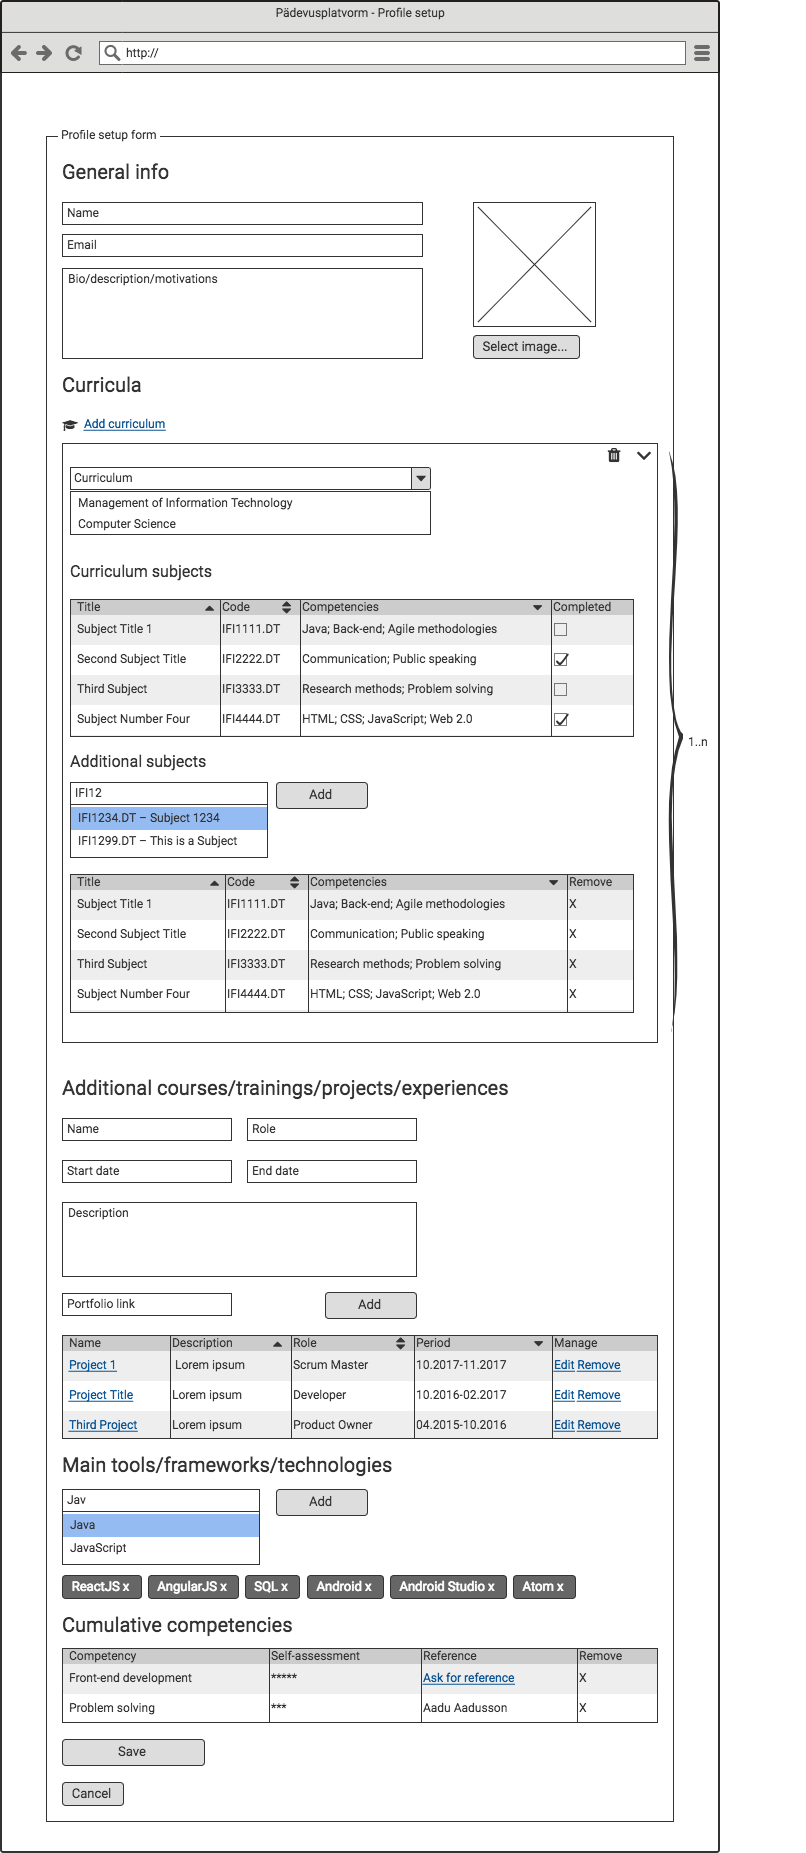 Pädevusplatvorm - Profile setup
http://
Profile setup form
General info
Name
Email
Bio/description/motivations
Select image...
Curricula
Add curriculum
Curriculum
Management of Information Technology
Computer Science
Curriculum subjects
Title Code Competencies Completed
Subject Title 1 IFI1111.DT Java; Back-end; Agile methodologies
Second Subject Title IFI2222.DT Communication; Public speaking
Third Subject IFI3333.DT Research methods; Problem solving
Subject Number Four IFI4444.DT HTML; CSS; JavaScript; Web 2.0
1..n
Additional subjects
IFI12 Add
IFI1234.DT – Subject 1234
IFI1299.DT – This is a Subject
Title Code Competencies Remove
Subject Title 1 IFI1111.DT Java; Back-end; Agile methodologies X
Second Subject Title IFI2222.DT Communication; Public speaking X
Third Subject IFI3333.DT Research methods; Problem solving X
Subject Number Four IFI4444.DT HTML; CSS; JavaScript; Web 2.0 X
Additional courses/trainings/projects/experiences
Name Role
Start date End date
Description
Portfolio link Add
Name Description Role Period Manage
Project 1 Lorem ipsum Scrum Master 10.2017-11.2017 Edit Remove
Project Title Lorem ipsum Developer 10.2016-02.2017 Edit Remove
Third Project Lorem ipsum Product Owner 04.2015-10.2016 Edit Remove
Main tools/frameworks/technologies
Jav Add
Java
JavaScript
ReactJS x AngularJS x SQL x Android x Android Studio x Atom x
Cumulative competencies
Competency Self-assessment Reference Remove
Front-end development ***** Ask for reference X
Problem solving *** Aadu Aadusson X
Save
Cancel